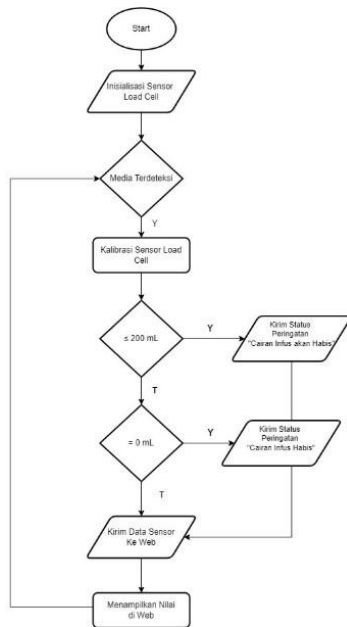 Start
Inisialisasi Sensor
Load Cell
Media Terdeteksi
Y
Kalibrasi Sensor Load
Cell
≤ 200 mL
Y
Kirim Status
Peringatan
"Cairan Infus akan Habis"
T
= 0 mL
Y
Kirim Status
Peringatan
"Cairan Infus Habis"
T
Kirim Data Sensor
Ke Web
Menampilkan Nilai
di Web